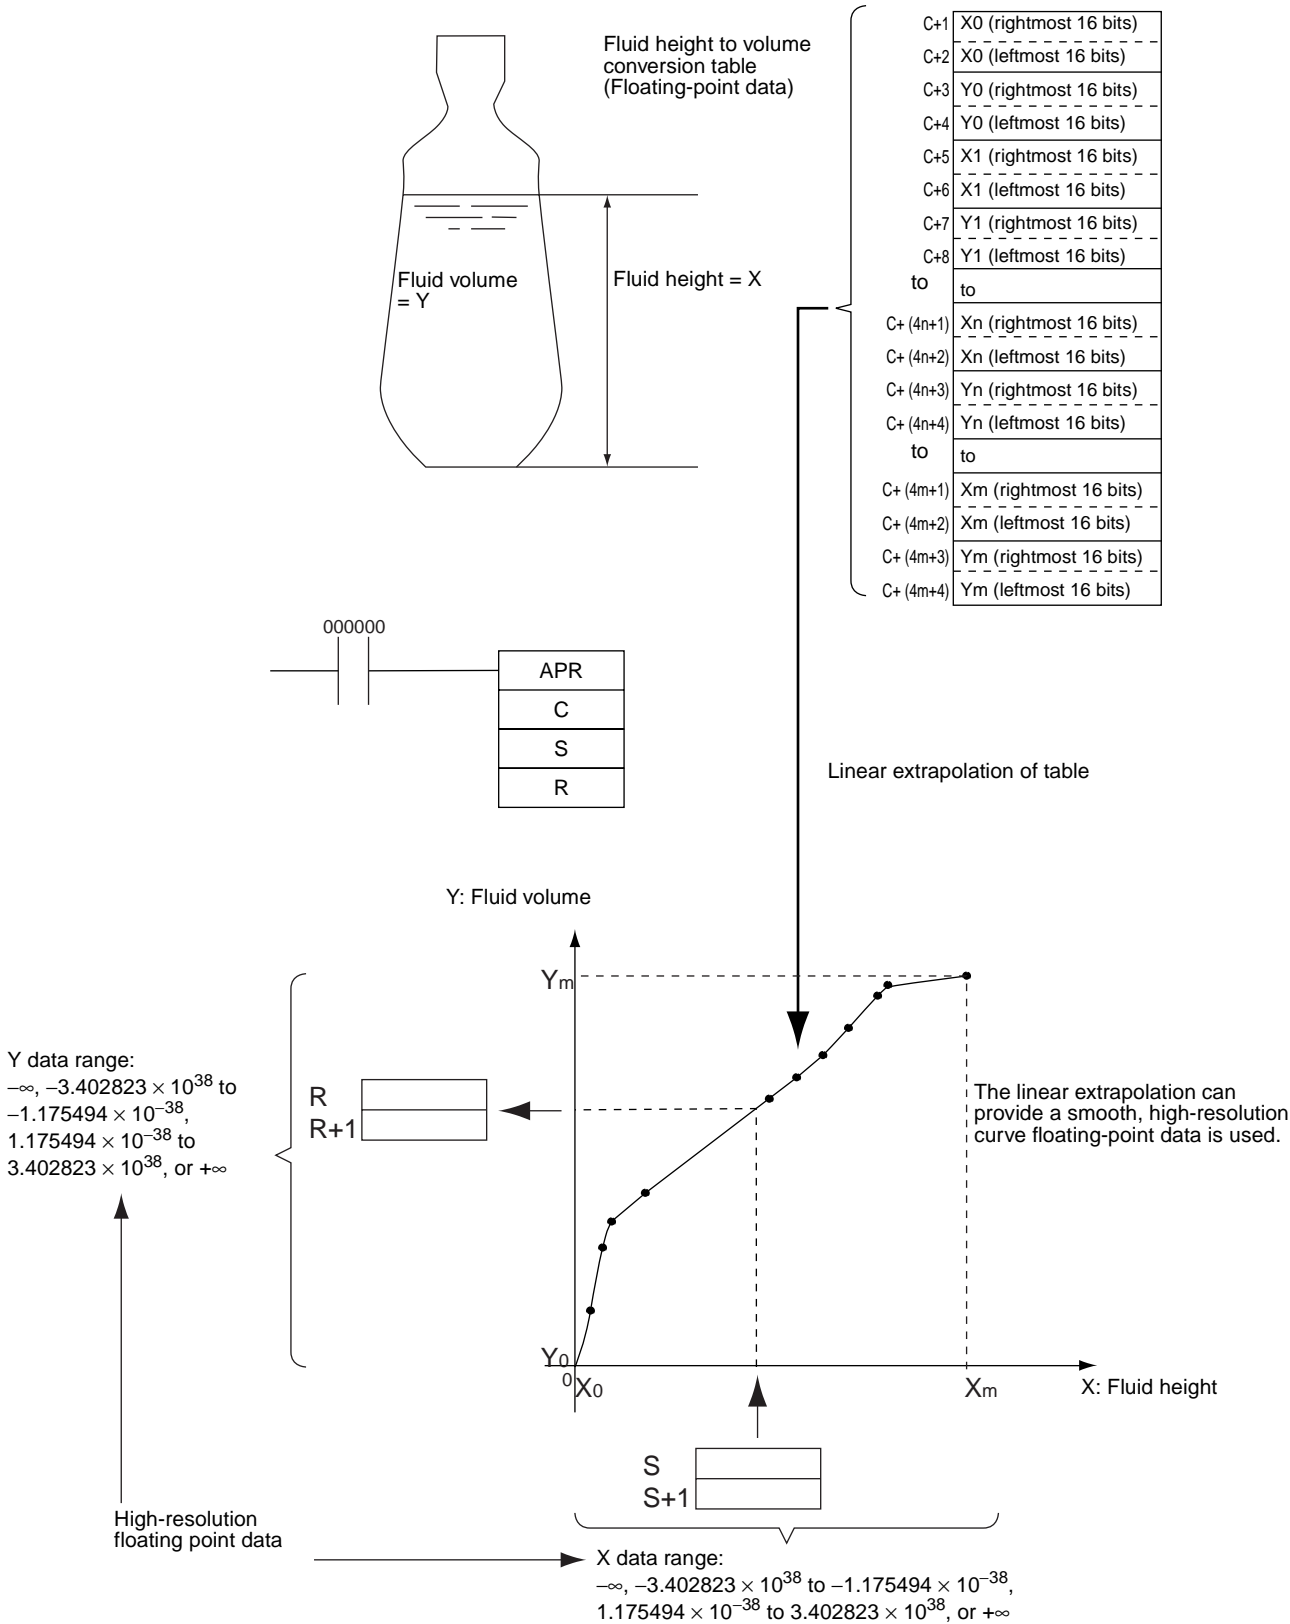 Fluid height to volume
conversion table
(Floating-point data)
C+1 X0 (rightmost 16 bits)
C+2 X0 (leftmost 16 bits)
C+3 Y0 (rightmost 16 bits)
C+4 Y0 (leftmost 16 bits)
C+5 X1 (rightmost 16 bits)
C+6 X1 (leftmost 16 bits)
C+7 Y1 (rightmost 16 bits)
C+8 Y1 (leftmost 16 bits)
to to
C+ (4n+1) Xn (rightmost 16 bits)
C+ (4n+2) Xn (leftmost 16 bits)
C+ (4n+3) Yn (rightmost 16 bits)
C+ (4n+4) Yn (leftmost 16 bits)
to to
C+ (4m+1) Xm (rightmost 16 bits)
C+ (4m+2) Xm (leftmost 16 bits)
C+ (4m+3) Ym (rightmost 16 bits)
C+ (4m+4) Ym (leftmost 16 bits)
Fluid volume
= Y
Fluid height = X
000000
APR
C
S
R
Linear extrapolation of table
Y: Fluid volume
Ym
Y data range:
−∞, −3.402823 × 10^38 to
−1.175494 × 10^−38,
1.175494 × 10^−38 to
3.402823 × 10^38, or +∞
R
R+1
The linear extrapolation can
provide a smooth, high-resolution
curve floating-point data is used.
Y0
0 X0
Xm
X: Fluid height
S
S+1
High-resolution
floating point data
X data range:
−∞, −3.402823 × 10^38 to −1.175494 × 10^−38,
1.175494 × 10^−38 to 3.402823 × 10^38, or +∞